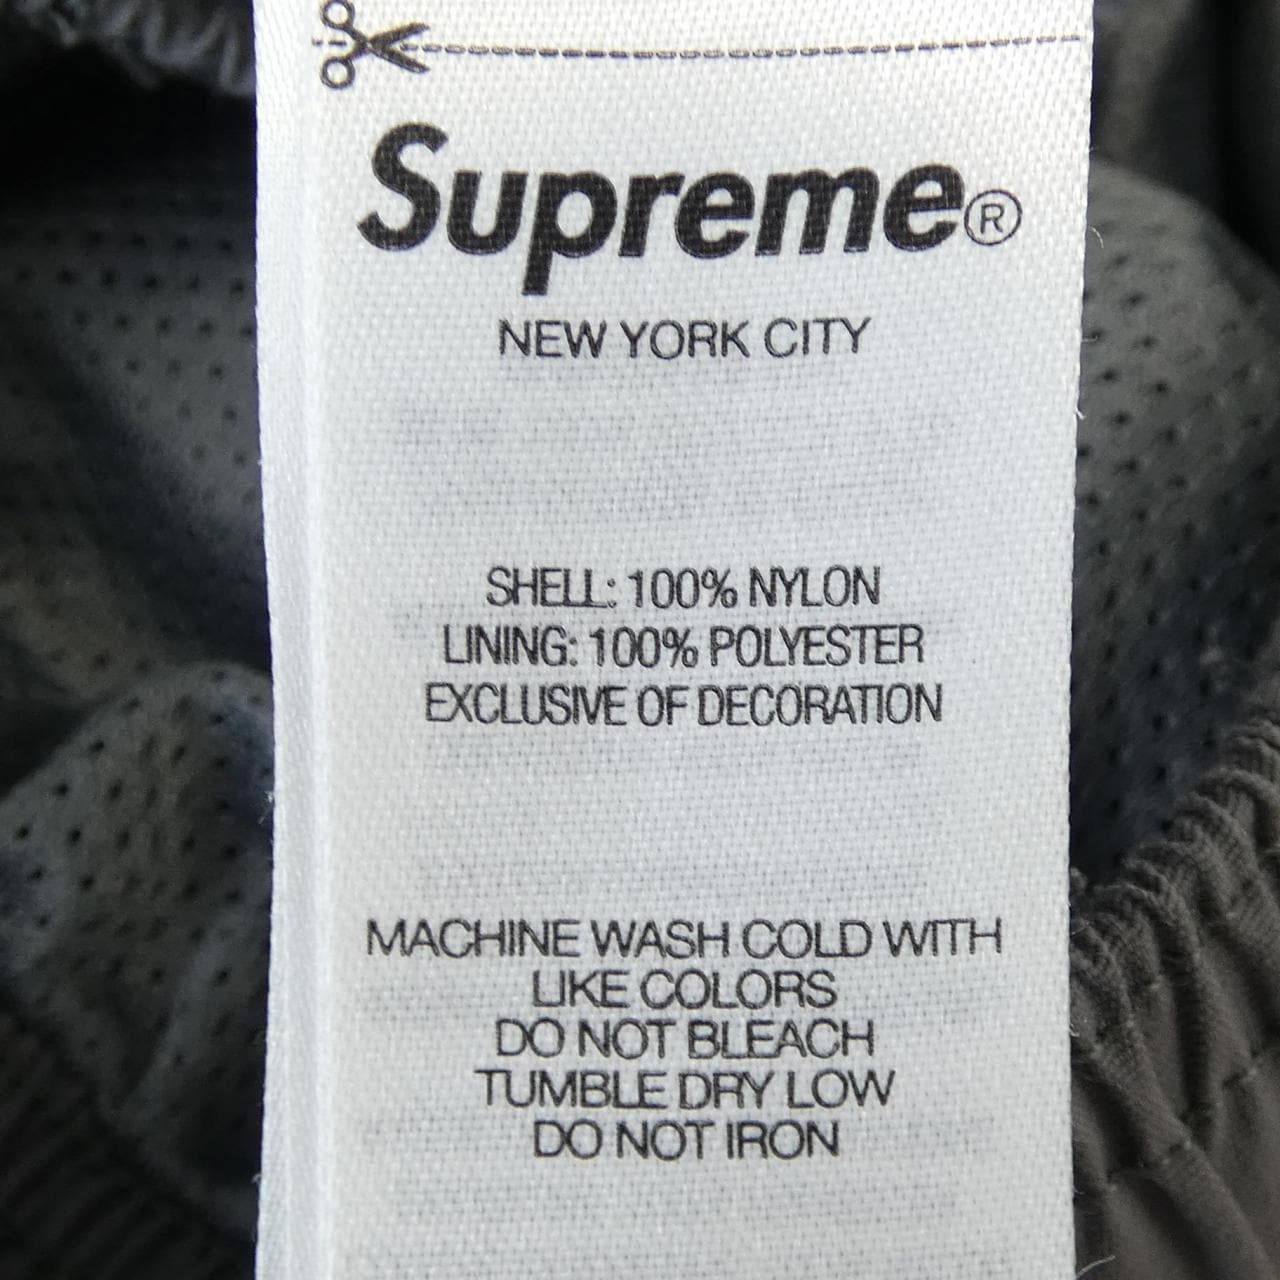 Supreme®
NEW YORK CITY
SHELL: 100% NYLON
LINING: 100% POLYESTER
EXCLUSIVE OF DECORATION
MACHINE WASH COLD WITH
LIKE COLORS
DO NOT BLEACH
TUMBLE DRY LOW
DO NOT IRON